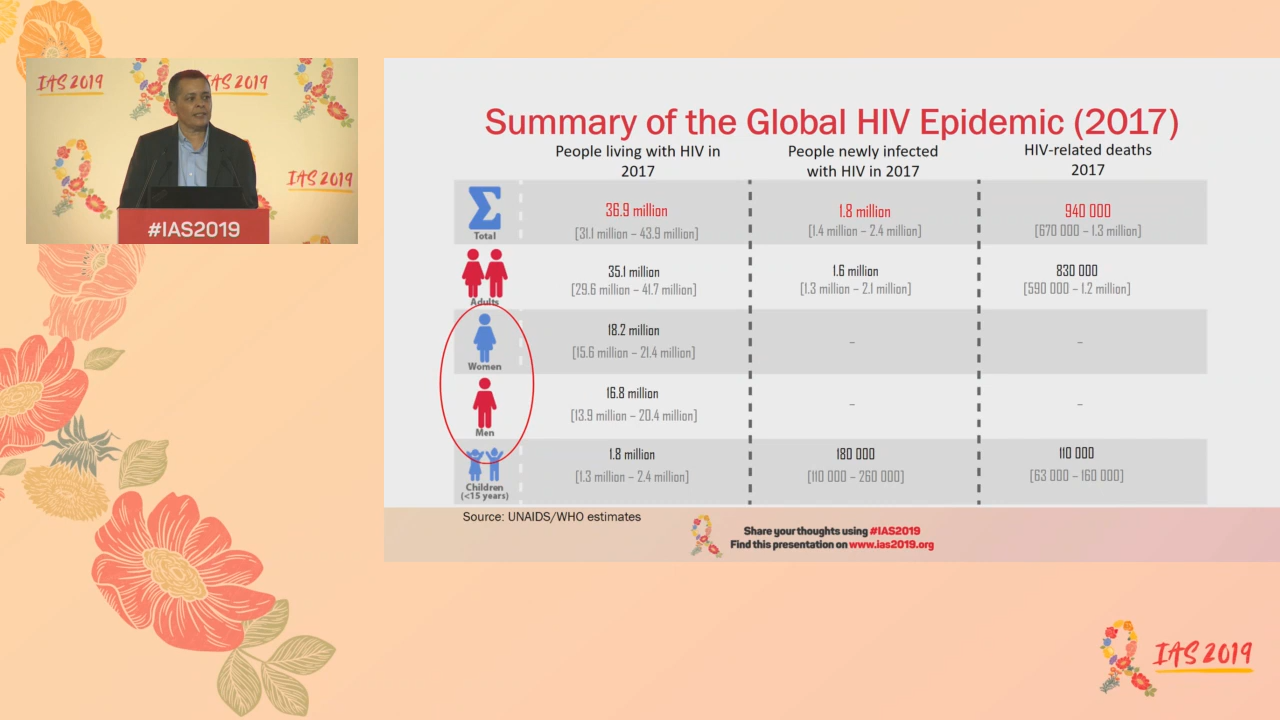 IAS 2019
IAS 2019
IAS 2019
#IAS2019
Summary of the Global HIV Epidemic (2017)
People living with HIV in
2017
People newly infected
with HIV in 2017
HIV-related deaths
2017
Total
36.9 million
[31.1 million – 43.9 million]
1.8 million
[1.4 million – 2.4 million]
940 000
[670 000 – 1.3 million]
Adults
35.1 million
[29.6 million – 41.7 million]
1.6 million
[1.3 million – 2.1 million]
830 000
[590 000 – 1.2 million]
Women
18.2 million
[15.6 million – 21.4 million]
–
–
Men
16.8 million
[13.9 million – 20.4 million]
–
–
Children
(<15 years)
1.8 million
[1.3 million – 2.4 million]
180 000
[110 000 – 260 000]
110 000
[63 000 – 160 000]
Source: UNAIDS/WHO estimates
Share your thoughts using #IAS2019
Find this presentation on www.ias2019.org
IAS 2019